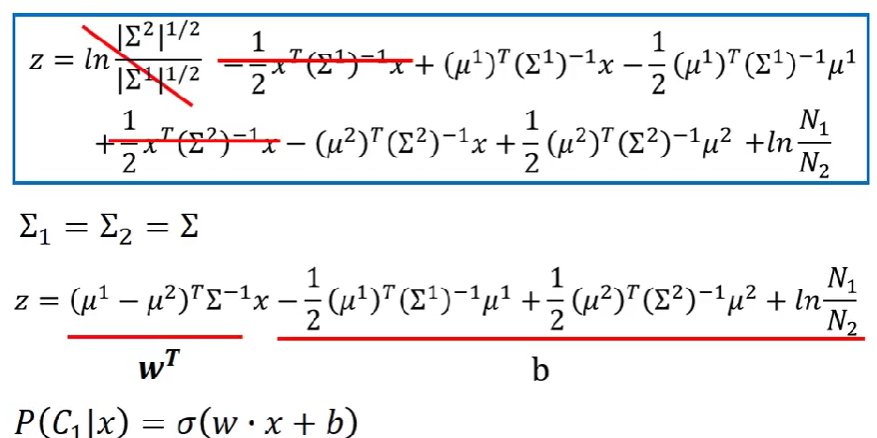 z = ln |Σ²|^{1/2} / |Σ¹|^{1/2} − 1/2 x^T(Σ¹)^{−1}x + (μ¹)^T(Σ¹)^{−1}x − 1/2 (μ¹)^T(Σ¹)^{−1}μ¹
+ 1/2 x^T(Σ²)^{−1}x − (μ²)^T(Σ²)^{−1}x + 1/2 (μ²)^T(Σ²)^{−1}μ² + ln N₁/N₂
Σ₁ = Σ₂ = Σ
z = (μ¹ − μ²)^TΣ^{−1}x − 1/2 (μ¹)^T(Σ¹)^{−1}μ¹ + 1/2 (μ²)^T(Σ²)^{−1}μ² + ln N₁/N₂
w^T b
P(C₁|x) = σ(w · x + b)